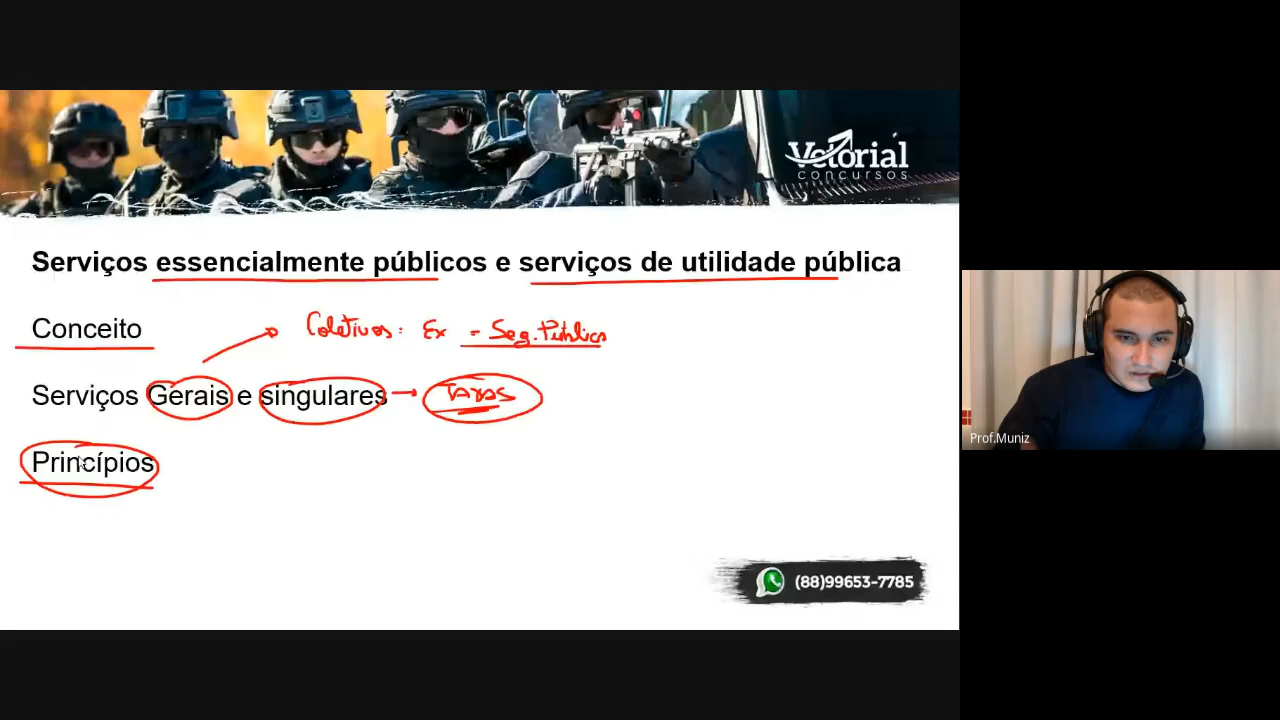 Vetorial
concursos
Serviços essencialmente públicos e serviços de utilidade pública
Conceito
Coletivos: Ex - Seg. Pública
Serviços Gerais e singulares → TAXAS
Princípios
Prof.Muniz
(88)99653-7785